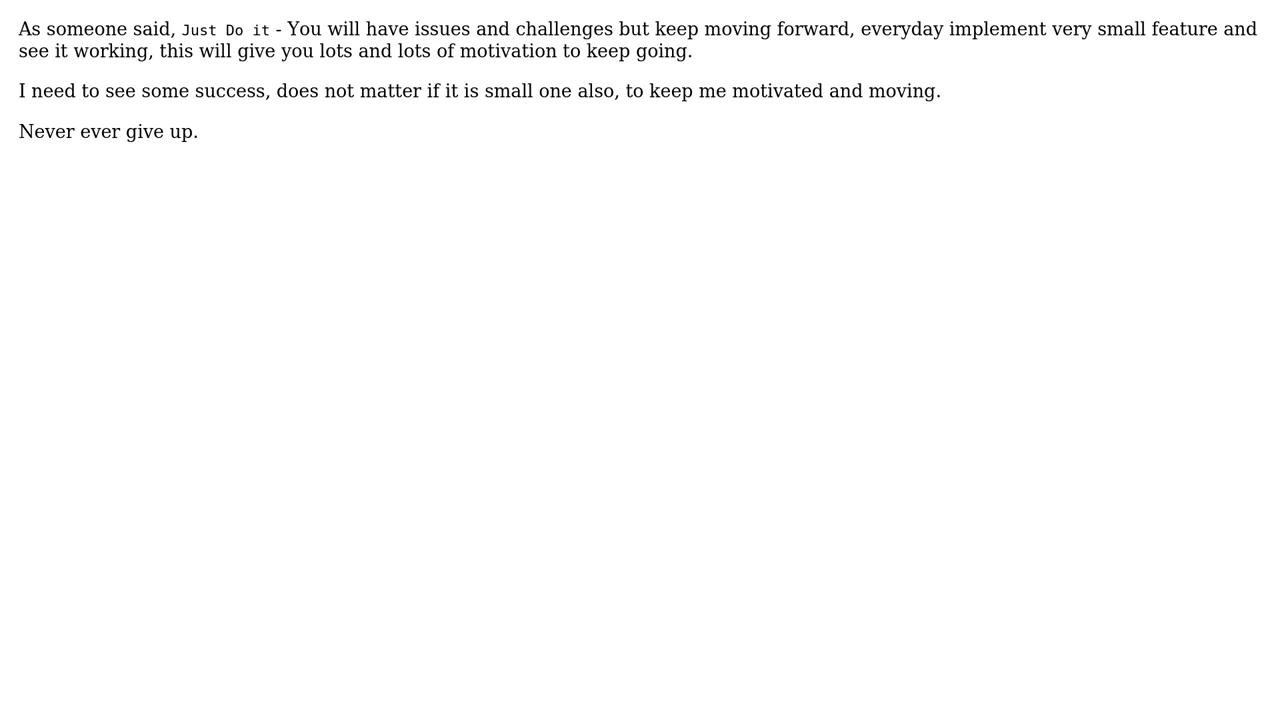 As someone said, Just Do it - You will have issues and challenges but keep moving forward, everyday implement very small feature and
see it working, this will give you lots and lots of motivation to keep going.
I need to see some success, does not matter if it is small one also, to keep me motivated and moving.
Never ever give up.